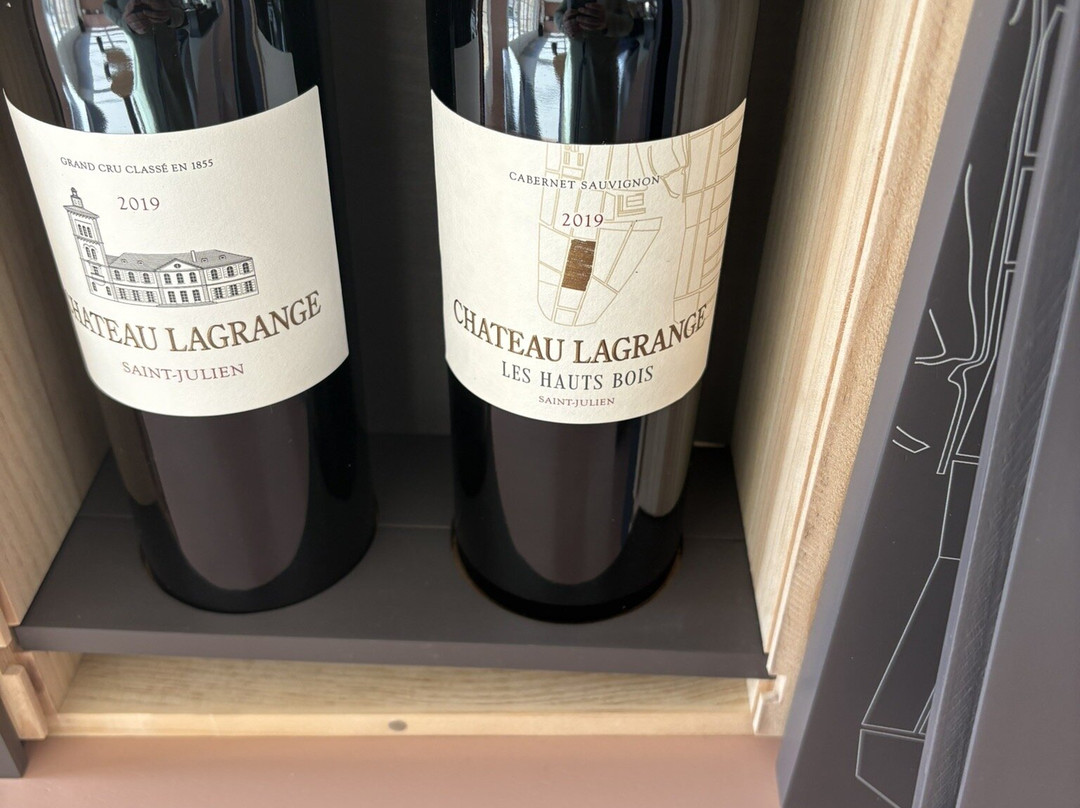 GRAND CRU CLASSÉ EN 1855
2019
CHATEAU LAGRANGE
SAINT-JULIEN
CABERNET SAUVIGNON
2019
CHATEAU LAGRANGE
LES HAUTS BOIS
SAINT-JULIEN